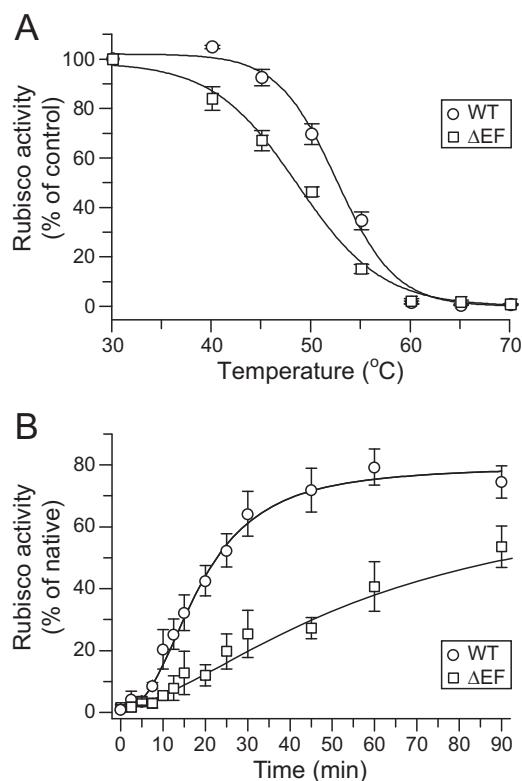 A
Rubisco activity
(% of control)
100
80
60
40
20
0
WT
ΔEF
30
40
50
60
70
Temperature (°C)
B
Rubisco activity
(% of native)
80
60
40
20
0
WT
ΔEF
0
10
20
30
40
50
60
70
80
90
Time (min)